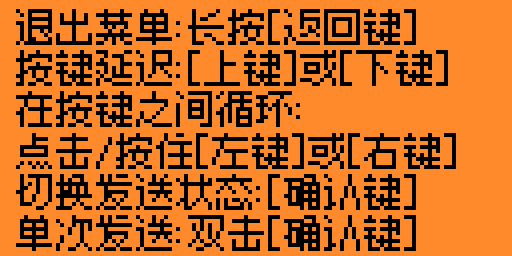 退出菜单:长按[返回键]
按键延迟:[上键]或[下键]
在按键之间循环:
点击/按住[左键]或[右键]
切换发送状态:[确认键]
单次发送:双击[确认键]